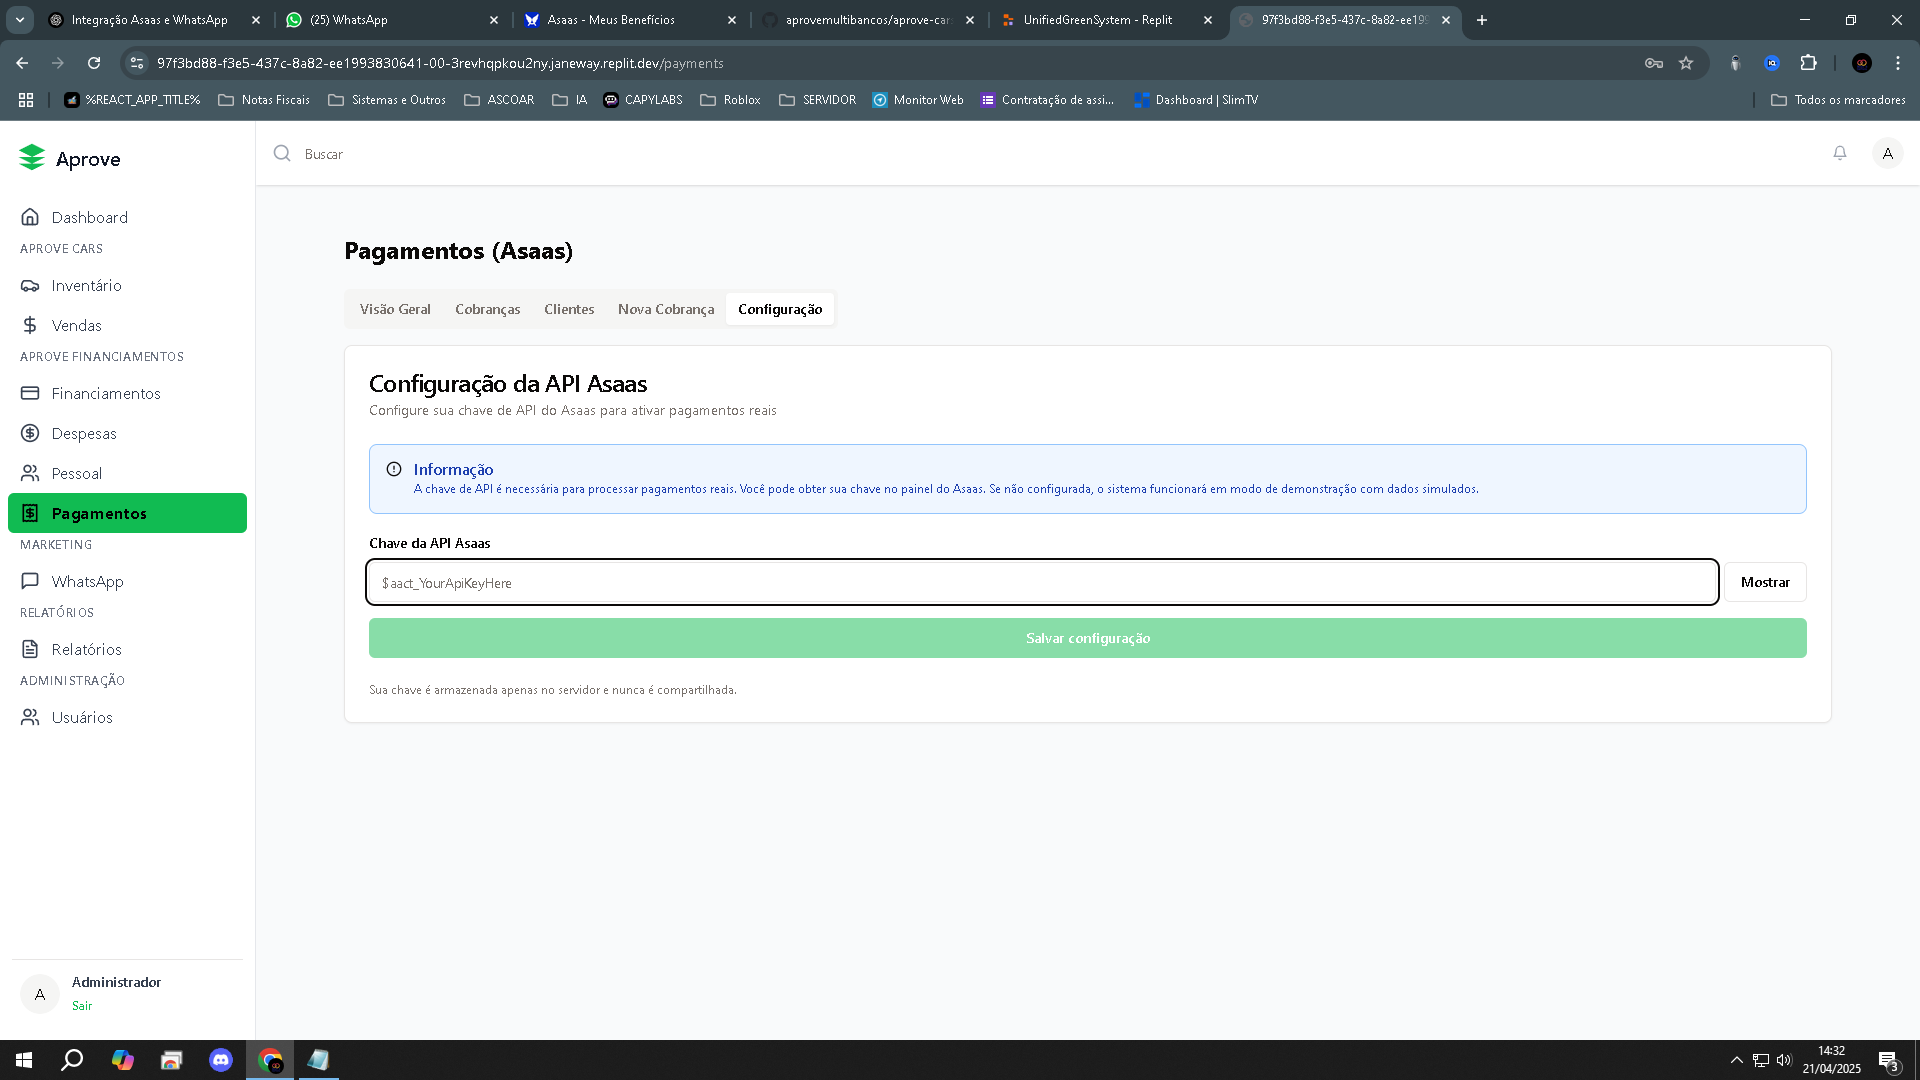 Integração Asaas e WhatsApp
(25) WhatsApp
Asaas - Meus Benefícios
aprovemultibancos/aprove-car
UnifiedGreenSystem - Replit
97f3bd88-f3e5-437c-8a82-ee199
97f3bd88-f3e5-437c-8a82-ee1993830641-00-3revhqpkou2ny.janeway.replit.dev/payments
%REACT_APP_TITLE%
Notas Fiscais
Sistemas e Outros
ASCOAR
IA
CAPYLABS
Roblox
SERVIDOR
Monitor Web
Contratação de assi...
Dashboard | SlimTV
Todos os marcadores
Aprove
Buscar
A
Dashboard
APROVE CARS
Inventário
Vendas
APROVE FINANCIAMENTOS
Financiamentos
Despesas
Pessoal
Pagamentos
MARKETING
WhatsApp
RELATÓRIOS
Relatórios
ADMINISTRAÇÃO
Usuários
A
Administrador
Sair
Pagamentos (Asaas)
Visão Geral
Cobranças
Clientes
Nova Cobrança
Configuração
Configuração da API Asaas
Configure sua chave de API do Asaas para ativar pagamentos reais
Informação
A chave de API é necessária para processar pagamentos reais. Você pode obter sua chave no painel do Asaas. Se não configurada, o sistema funcionará em modo de demonstração com dados simulados.
Chave da API Asaas
$aact_YourApiKeyHere
Mostrar
Salvar configuração
Sua chave é armazenada apenas no servidor e nunca é compartilhada.
14:32
21/04/2025
3